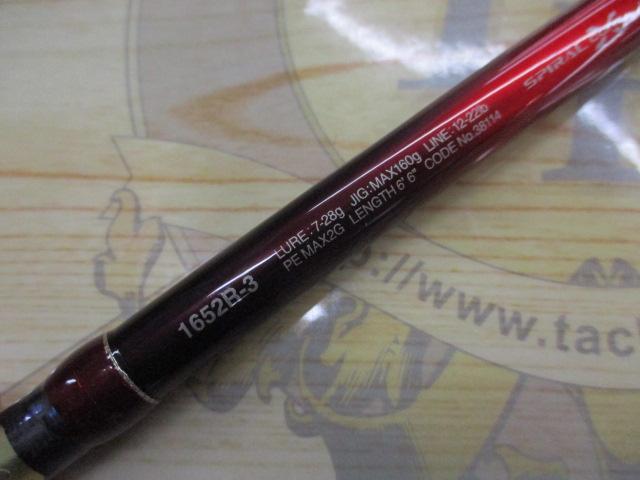 SPIRAL X
1652R-3
LURE : 7-28g JIG:MAX160g LINE : 12-22lb
PE MAX2G LENGTH 6' 6" CODE No.38114
://www.tac